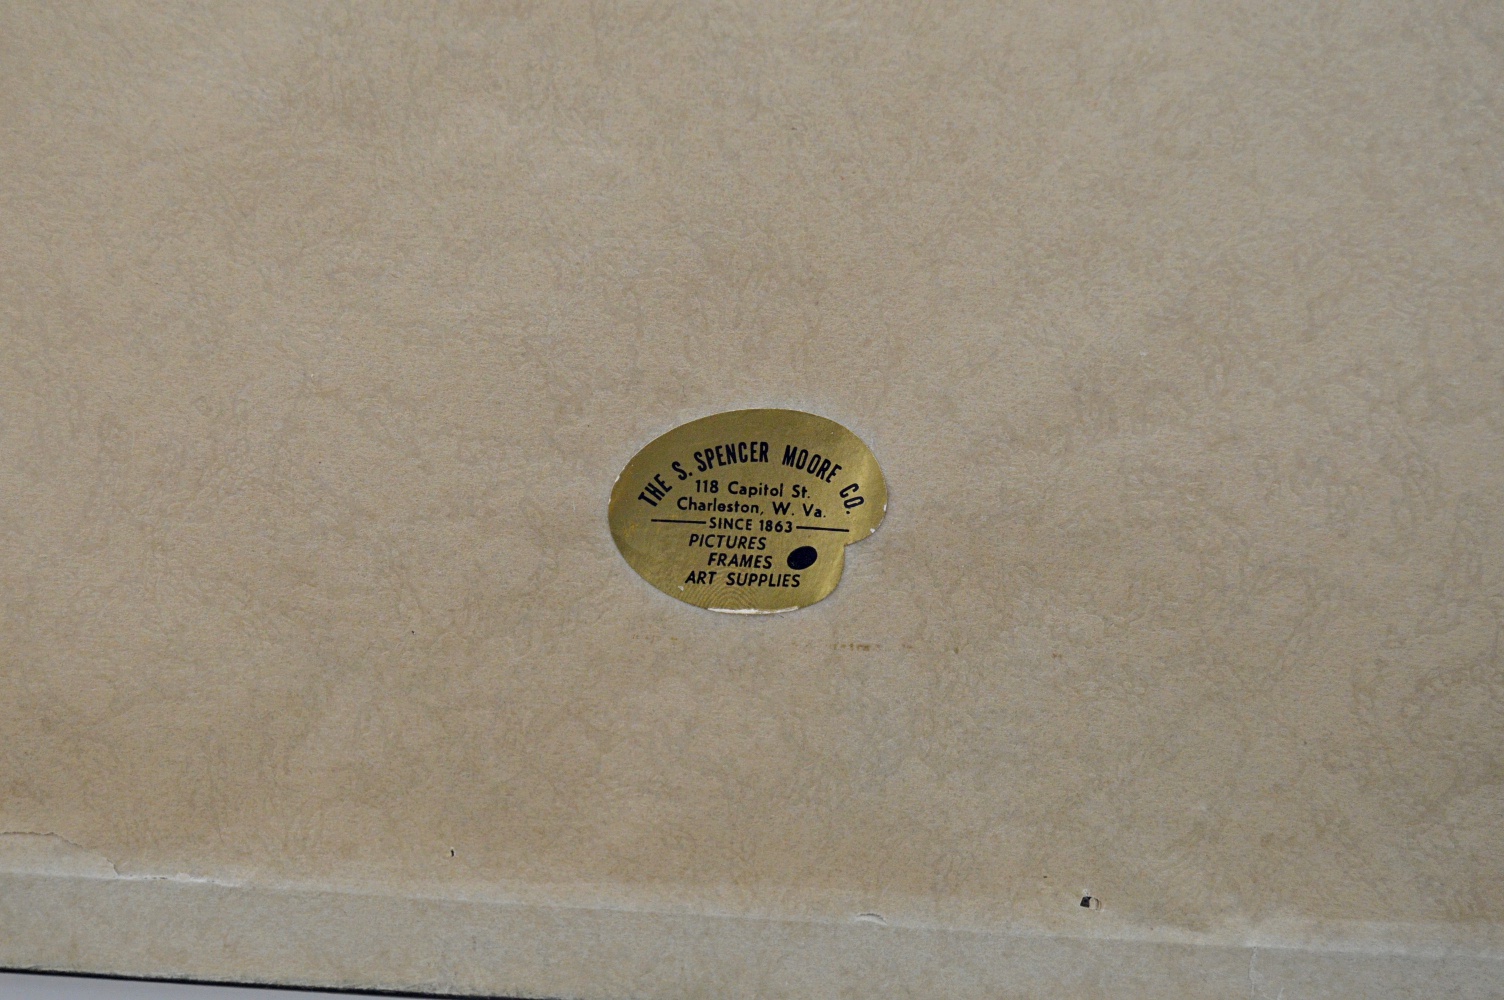 THE S. SPENCER MOORE CO.
118 Capitol St.
Charleston, W. Va.
SINCE 1863
PICTURES
FRAMES
ART SUPPLIES